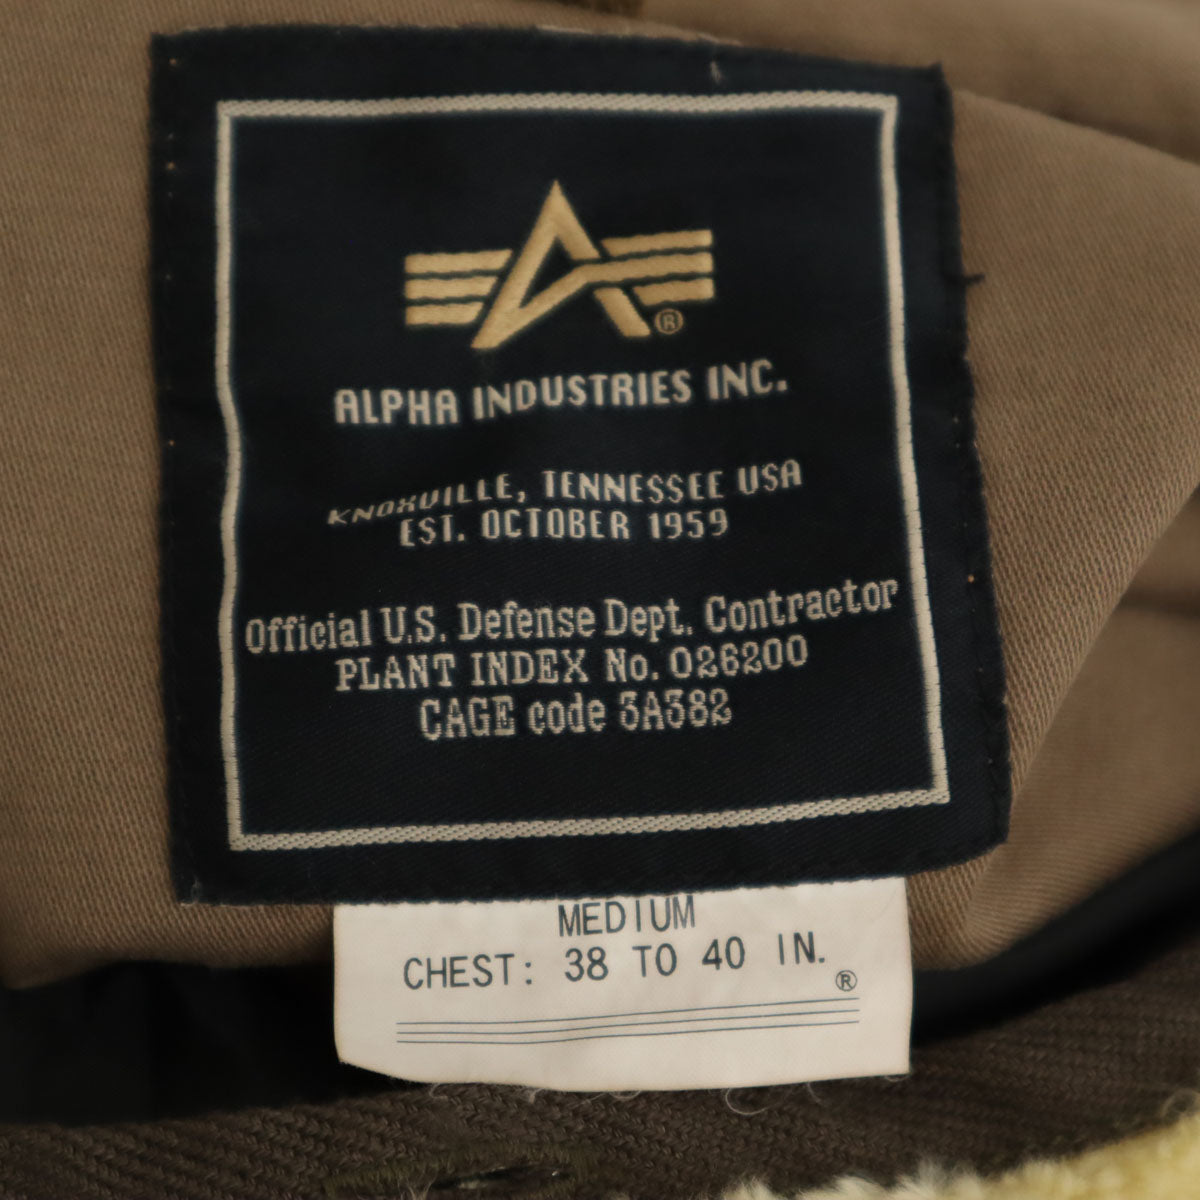 ®
ALPHA INDUSTRIES INC.
KNOXVILLE, TENNESSEE USA
EST. OCTOBER 1959
Official U.S. Defense Dept. Contractor
PLANT INDEX No. 026200
CAGE code 3A382
MEDIUM
CHEST: 38 TO 40 IN.
®